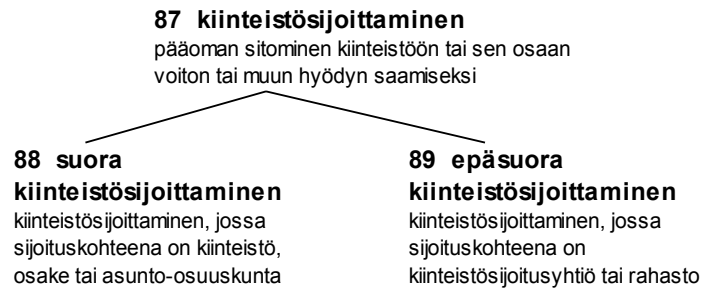 87 kiinteistösijoittaminen
pääoman sitominen kiinteistöön tai sen osaan
voiton tai muun hyödyn saamiseksi
88 suora
kiinteistösijoittaminen
kiinteistösijoittaminen, jossa
sijoituskohteena on kiinteistö,
osake tai asunto-osuuskunta
89 epäsuora
kiinteistösijoittaminen
kiinteistösijoittaminen, jossa
sijoituskohteena on
kiinteistösijoitusyhtiö tai rahasto